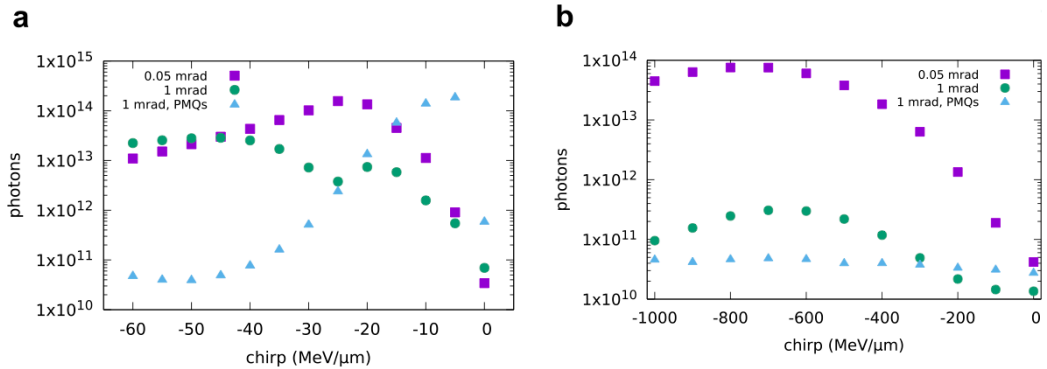 a
1x10^15
1x10^14
1x10^13
1x10^12
1x10^11
1x10^10
photons
0.05 mrad
1 mrad
1 mrad, PMQs
-60 -50 -40 -30 -20 -10 0
chirp (MeV/μm)
b
1x10^14
1x10^13
1x10^12
1x10^11
1x10^10
photons
0.05 mrad
1 mrad
1 mrad, PMQs
-1000 -800 -600 -400 -200 0
chirp (MeV/μm)